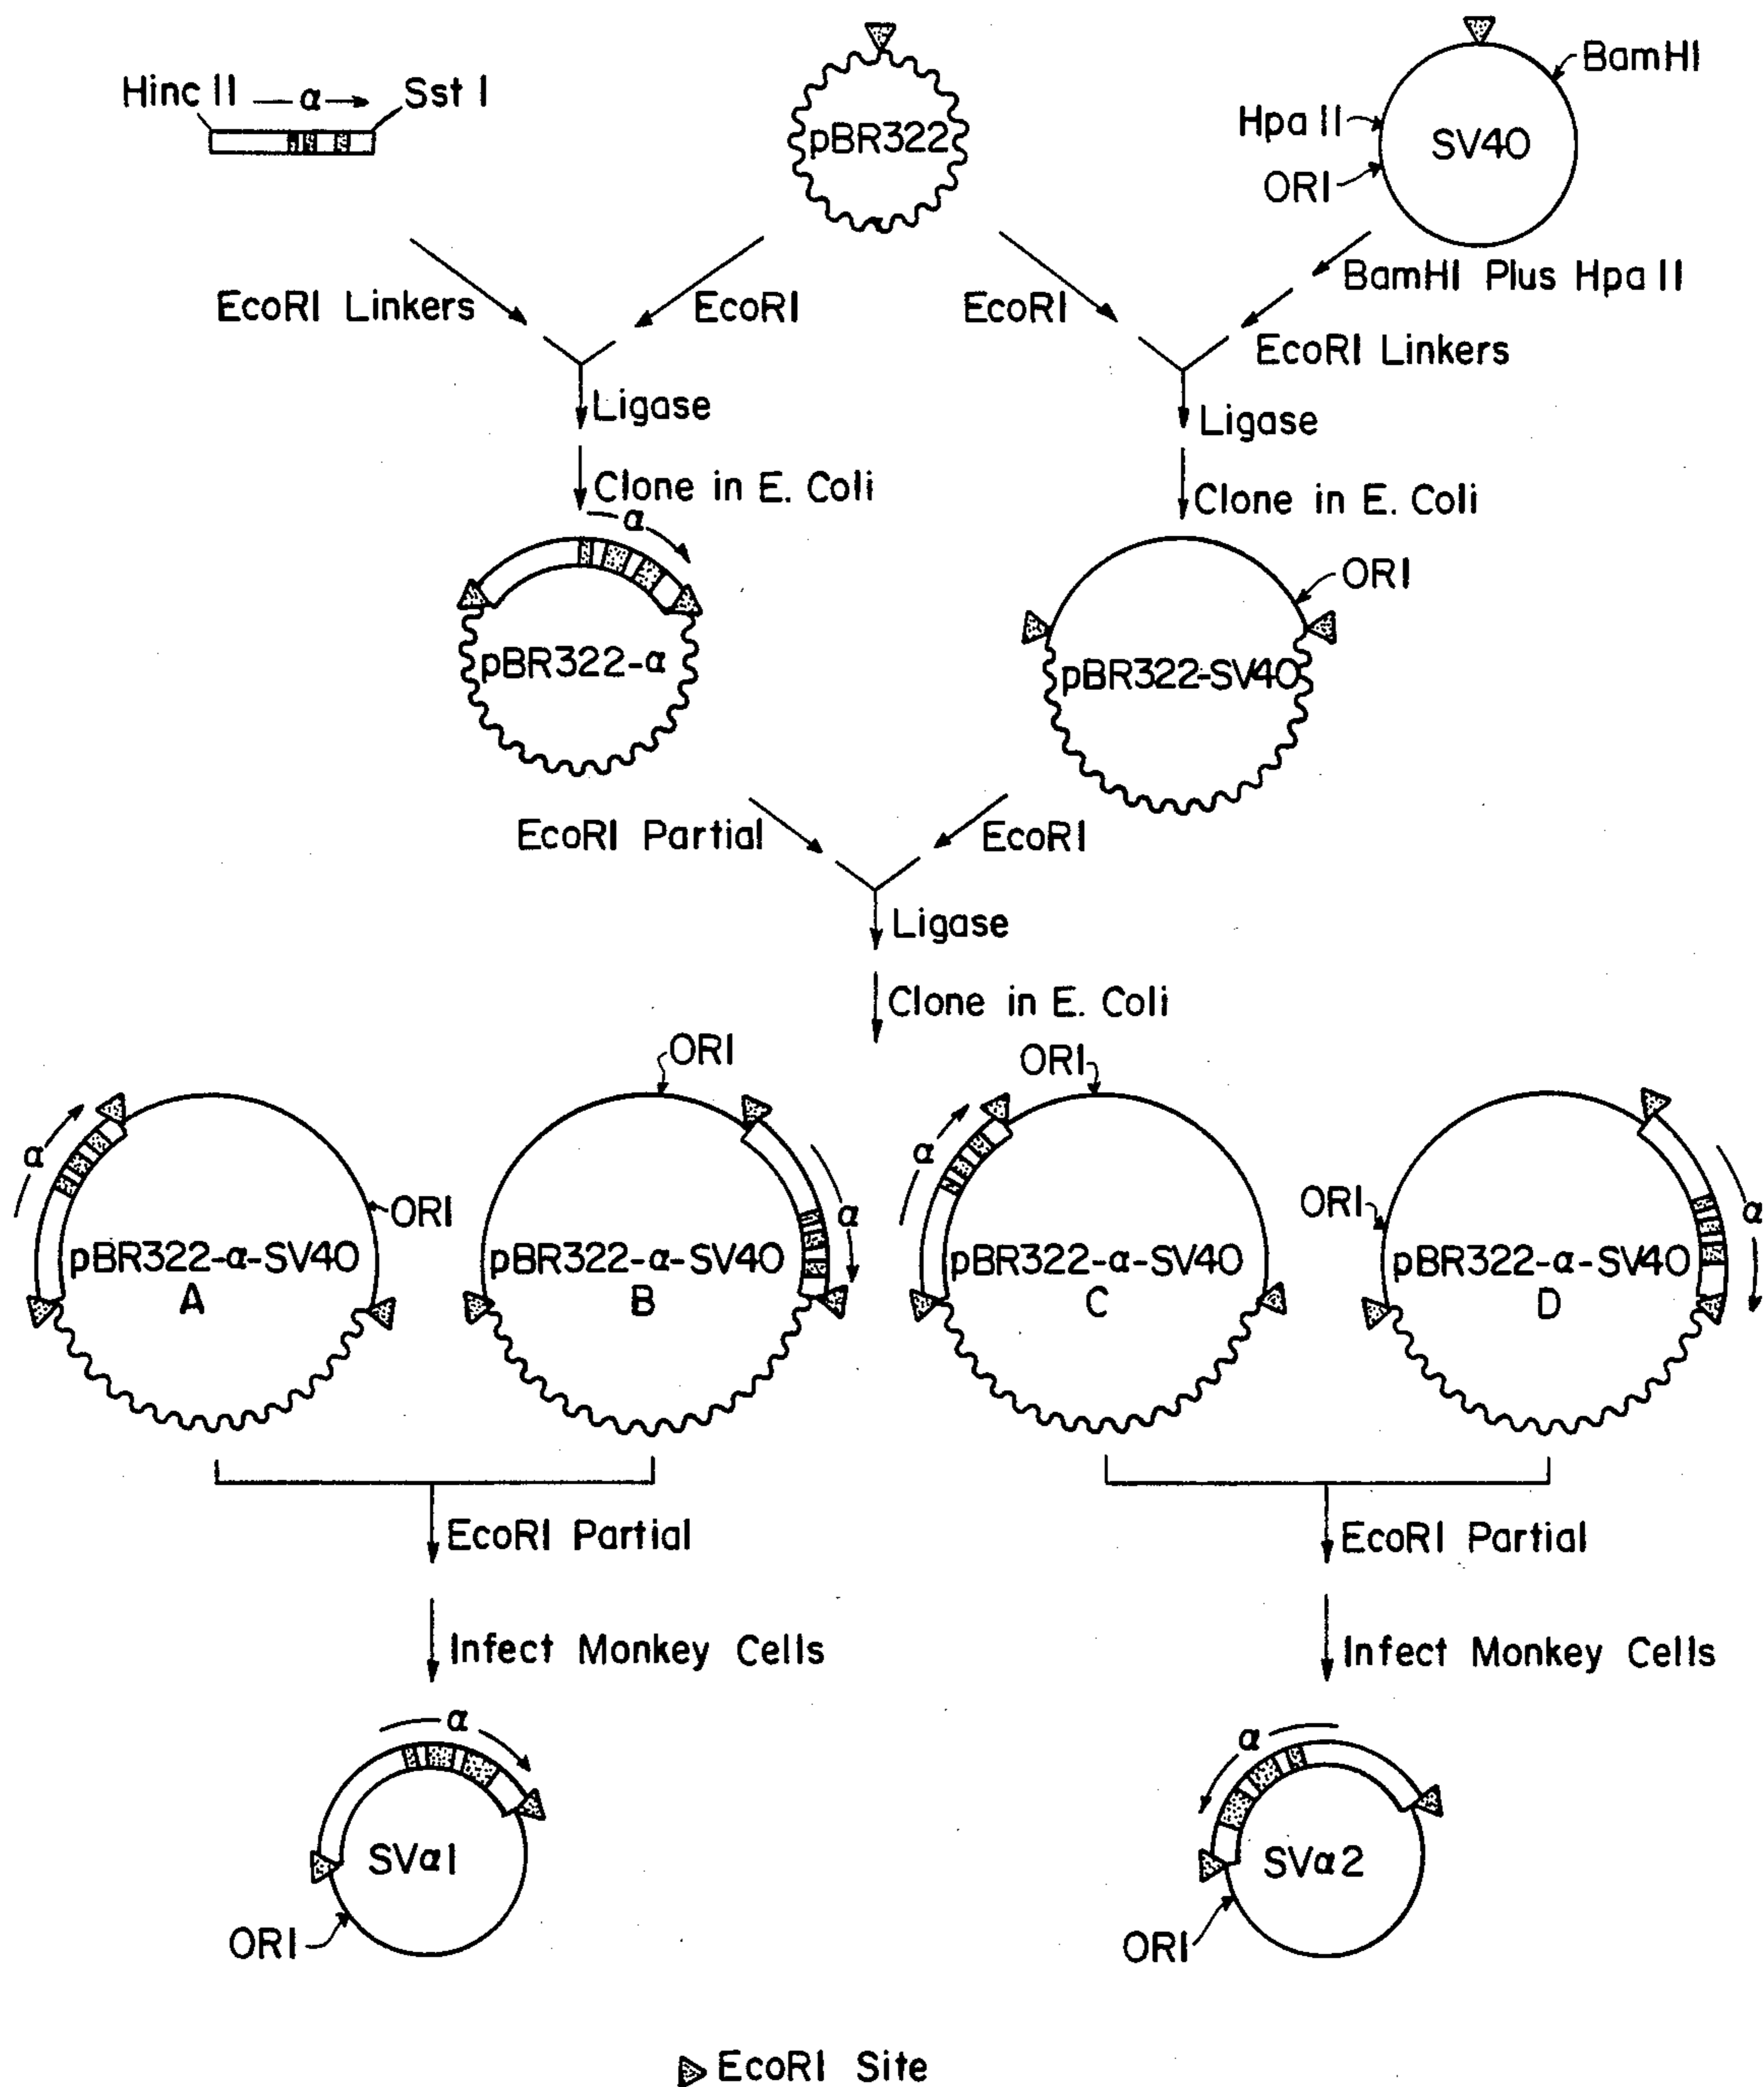 Hinc II α Sst I
pBR322
BamHI
Hpa II
SV40
ORI
BamHI Plus Hpa II
EcoRI Linkers
EcoRI
EcoRI
EcoRI Linkers
Ligase
Ligase
Clone in E. Coli
Clone in E. Coli
α
ORI
pBR322-α
pBR322-SV40
EcoRI Partial
EcoRI
Ligase
Clone in E. Coli
ORI
ORI
α
α
ORI
α
ORI
α
pBR322-α-SV40
A
pBR322-α-SV40
B
pBR322-α-SV40
C
pBR322-α-SV40
D
EcoRI Partial
EcoRI Partial
Infect Monkey Cells
Infect Monkey Cells
α
α
SVα1
SVα2
ORI
ORI
EcoRI Site